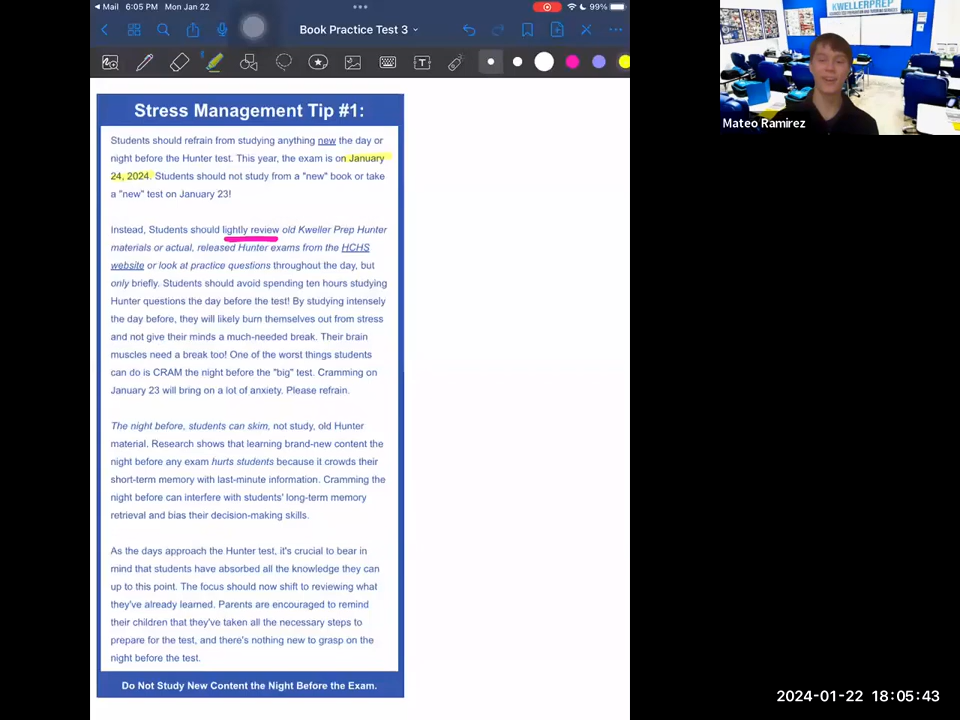 Mail 6:05 PM Mon Jan 22 99%
Book Practice Test 3
KWELLERPREP
Mateo Ramirez
Stress Management Tip #1:
Students should refrain from studying anything new the day or
night before the Hunter test. This year, the exam is on January
24, 2024. Students should not study from a "new" book or take
a "new" test on January 23!
Instead, Students should lightly review old Kweller Prep Hunter
materials or actual, released Hunter exams from the HCHS
website or look at practice questions throughout the day, but
only briefly. Students should avoid spending ten hours studying
Hunter questions the day before the test! By studying intensely
the day before, they will likely burn themselves out from stress
and not give their minds a much-needed break. Their brain
muscles need a break too! One of the worst things students
can do is CRAM the night before the "big" test. Cramming on
January 23 will bring on a lot of anxiety. Please refrain.
The night before, students can skim, not study, old Hunter
material. Research shows that learning brand-new content the
night before any exam hurts students because it crowds their
short-term memory with last-minute information. Cramming the
night before can interfere with students' long-term memory
retrieval and bias their decision-making skills.
As the days approach the Hunter test, it's crucial to bear in
mind that students have absorbed all the knowledge they can
up to this point. The focus should now shift to reviewing what
they've already learned. Parents are encouraged to remind
their children that they've taken all the necessary steps to
prepare for the test, and there's nothing new to grasp on the
night before the test.
Do Not Study New Content the Night Before the Exam.
2024-01-22 18:05:43